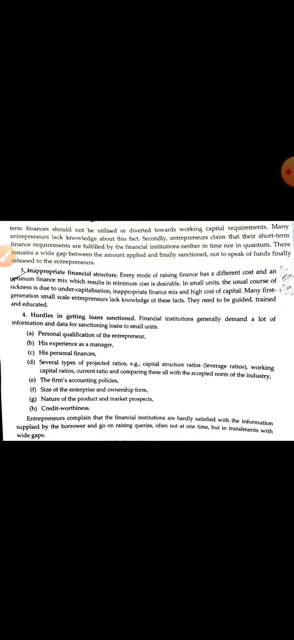 term finances should not be utilised or diverted towards working capital requirements. Many
entrepreneurs lack knowledge about this fact. Secondly, entrepreneurs claim that their short-term
finance requirements are fulfilled by the financial institutions neither in time nor in quantum. There
remains a wide gap between the amount applied and finally sanctioned, not to speak of funds finally
released to the entrepreneurs.
3. Inappropriate financial structure. Every mode of raising finance has a different cost and an
optimum finance mix which results in minimum cost is desirable. In small units, the usual course of
sickness is due to under-capitalisation, inappropriate finance mix and high cost of capital. Many first-
generation small scale entrepreneurs lack knowledge of these facts. They need to be guided, trained
and educated.
4. Hurdles in getting loans sanctioned. Financial institutions generally demand a lot of
information and data for sanctioning loans to small units.
(a) Personal qualification of the entrepreneur,
(b) His experience as a manager,
(c) His personal finances,
(d) Several types of projected ratios, e.g., capital structure ratios (leverage ratios), working
capital ratios, current ratio and comparing these all with the accepted norm of the industry,
(e) The firm's accounting policies,
(f) Size of the enterprise and ownership form,
(g) Nature of the product and market prospects,
(h) Credit-worthiness.
Entrepreneurs complain that the financial institutions are hardly satisfied with the information
supplied by the borrower and go on raising queries, often not at one time, but in instalments with
wide gaps.